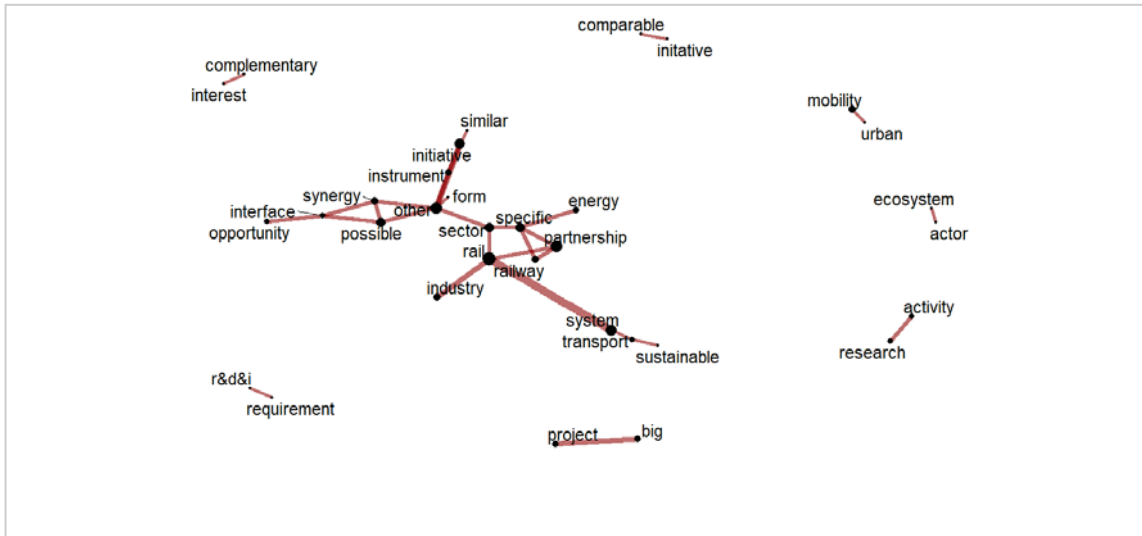 comparable
initative
complementary
interest
mobility
urban
similar
initiative
instrument
form
synergy
other
interface
opportunity
possible
energy
specific
sector
partnership
rail
railway
industry
ecosystem
actor
activity
research
system
transport
sustainable
r&d&i
requirement
project
big